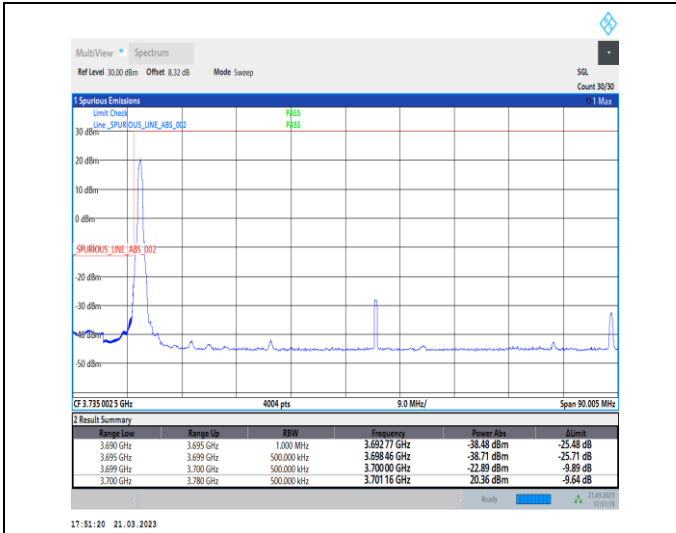 MultiView Spectrum
Ref Level 30.00 dBm Offset 8.32 dB Mode Sweep SGL
Count 30/30
1 Spurious Emissions 1 Max
Limit Check PASS
Line _SPURIOUS_LINE_ABS_002 PASS
30 dBm
20 dBm
10 dBm
0 dBm
_SPURIOUS_LINE_ABS_002
-20 dBm
-30 dBm
-40 dBm
-50 dBm
CF 3.735 002 5 GHz 4004 pts 9.0 MHz/ Span 90.005 MHz
2 Result Summary
Range Low Range Up RBW Frequency Power Abs ΔLimit
3.690 GHz 3.695 GHz 1.000 MHz 3.692 77 GHz -38.48 dBm -25.48 dB
3.695 GHz 3.699 GHz 500.000 kHz 3.698 46 GHz -38.71 dBm -25.71 dB
3.699 GHz 3.700 GHz 500.000 kHz 3.700 00 GHz -22.89 dBm -9.89 dB
3.700 GHz 3.780 GHz 500.000 kHz 3.701 16 GHz 20.36 dBm -9.64 dB
Ready 21.03.2023
17:51:19
17:51:20 21.03.2023